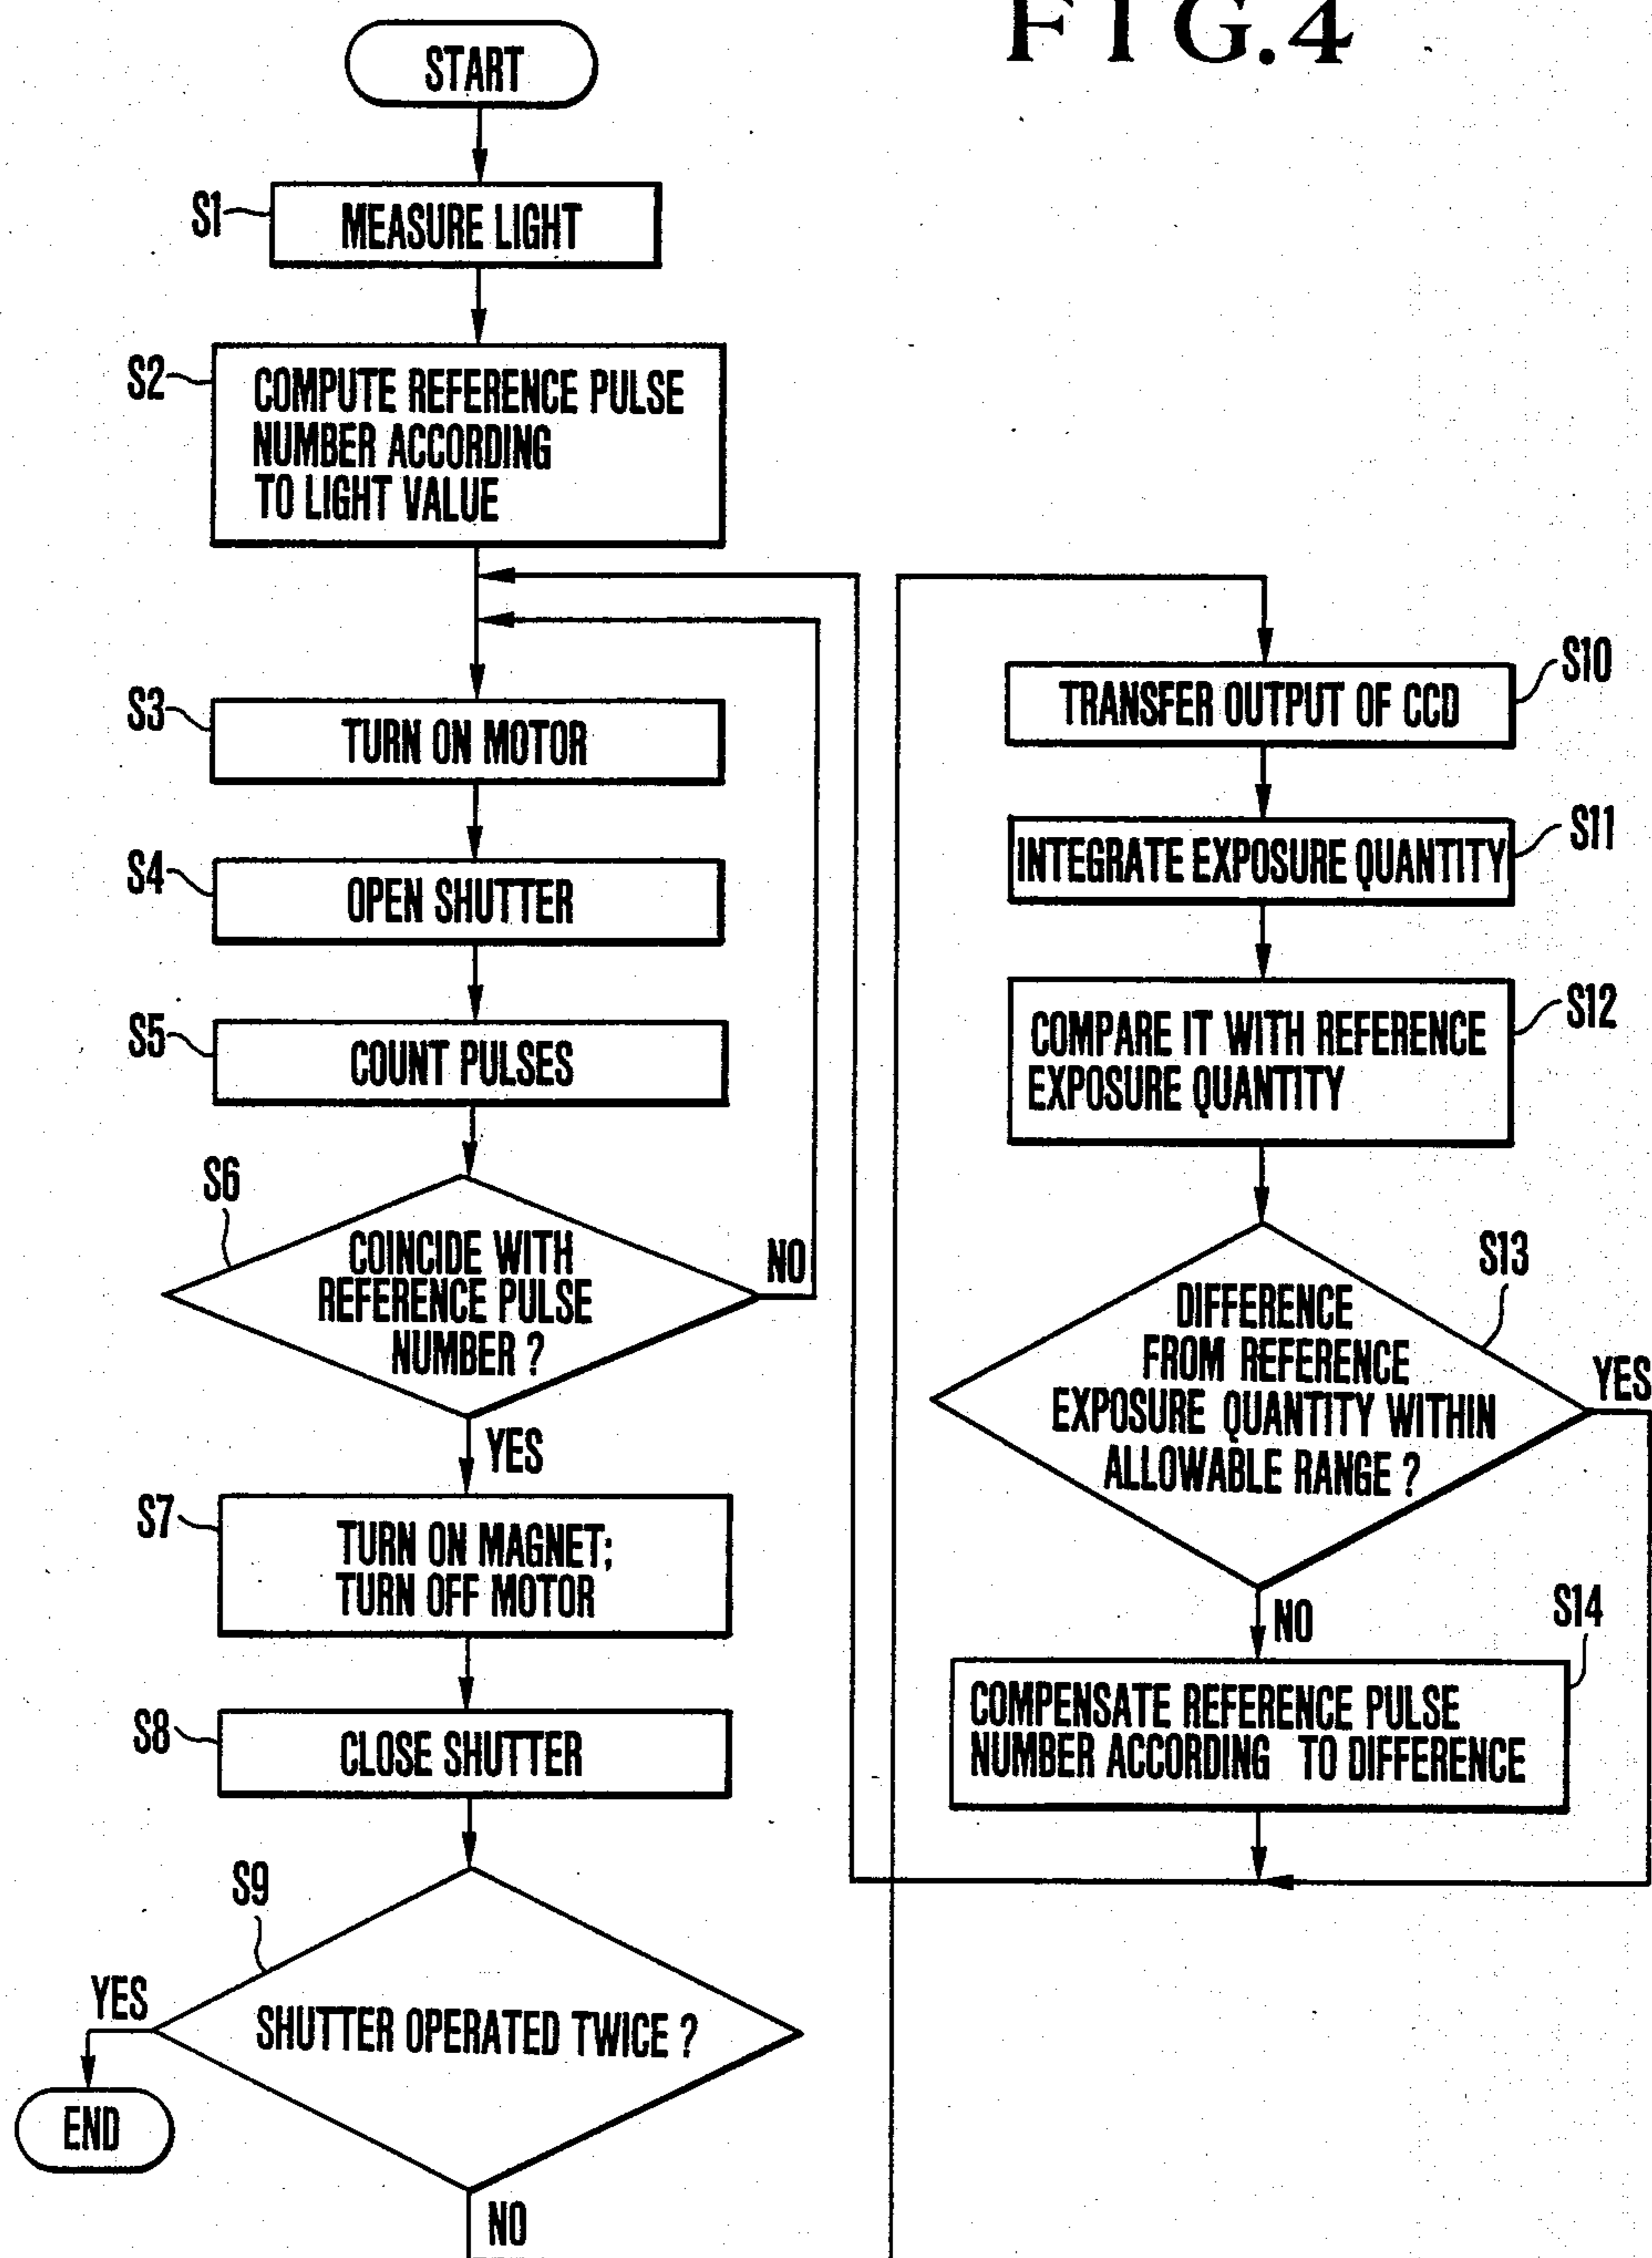 FIG.4
START
S1
MEASURE LIGHT
S2
COMPUTE REFERENCE PULSE
NUMBER ACCORDING
TO LIGHT VALUE
S3
TURN ON MOTOR
S4
OPEN SHUTTER
S5
COUNT PULSES
S6
COINCIDE WITH
REFERENCE PULSE
NUMBER ?
NO
YES
S7
TURN ON MAGNET;
TURN OFF MOTOR
S8
CLOSE SHUTTER
S9
SHUTTER OPERATED TWICE ?
YES
END
NO
S10
TRANSFER OUTPUT OF CCD
S11
INTEGRATE EXPOSURE QUANTITY
S12
COMPARE IT WITH REFERENCE
EXPOSURE QUANTITY
S13
DIFFERENCE
FROM REFERENCE
EXPOSURE QUANTITY WITHIN
ALLOWABLE RANGE ?
YES
NO
S14
COMPENSATE REFERENCE PULSE
NUMBER ACCORDING TO DIFFERENCE